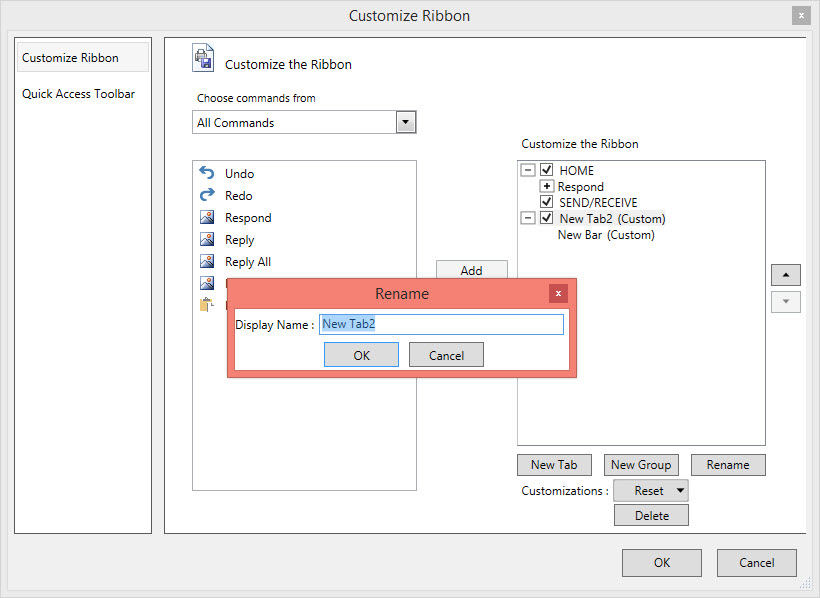 Customize Ribbon
x
Customize Ribbon
Quick Access Toolbar
Customize the Ribbon
Choose commands from
All Commands
Undo
Redo
Respond
Reply
Reply All
Add
Customize the Ribbon
HOME
Respond
SEND/RECEIVE
New Tab2 (Custom)
New Bar (Custom)
Rename
x
Display Name :
New Tab2
OK
Cancel
New Tab
New Group
Rename
Customizations :
Reset
Delete
OK
Cancel